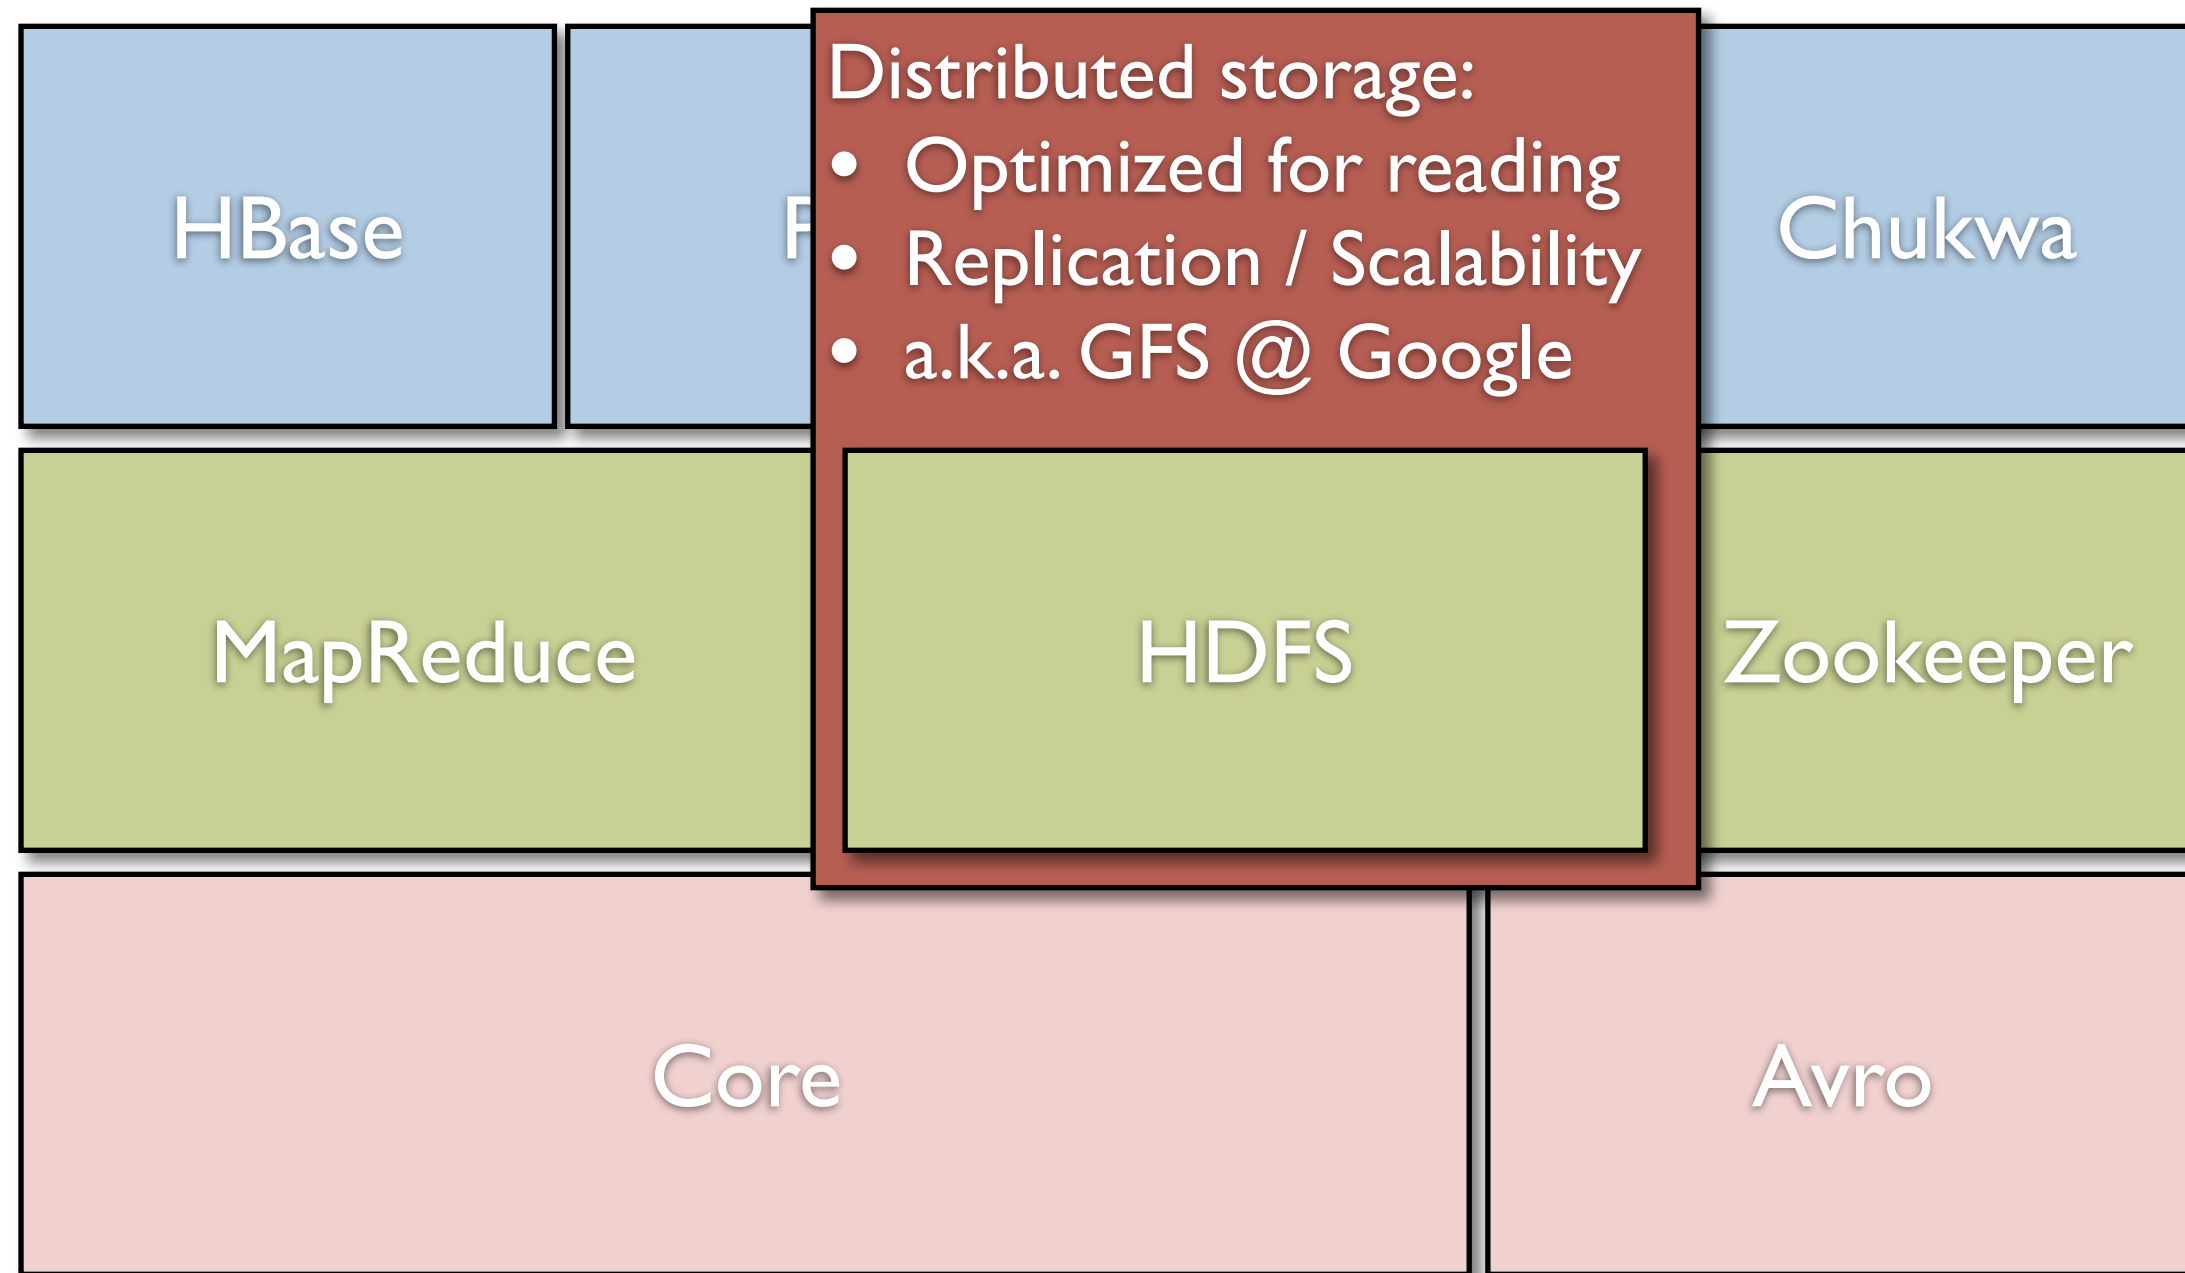 Distributed storage:
• Optimized for reading
• Replication / Scalability
• a.k.a. GFS @ Google
HBase
Chukwa
MapReduce
HDFS
Zookeeper
Core
Avro